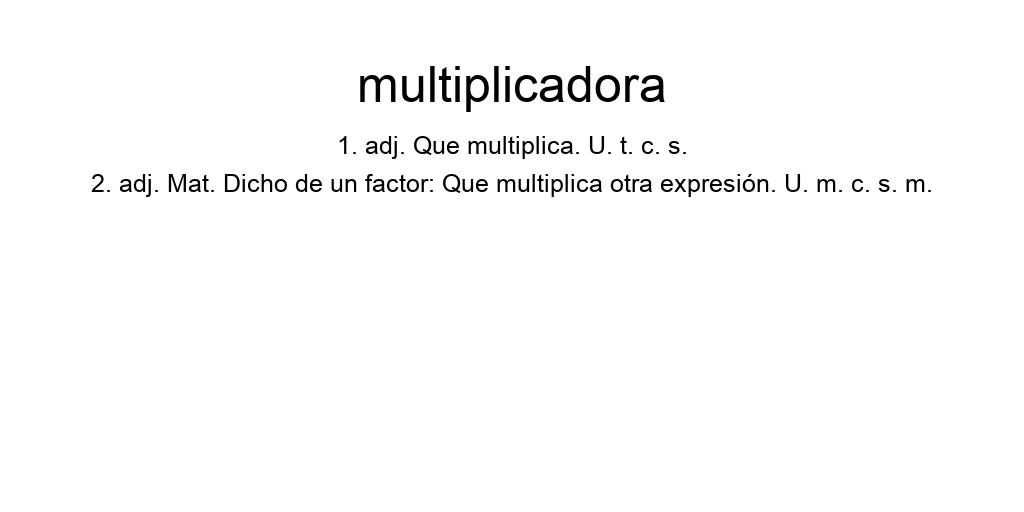 multiplicadora
1. adj. Que multiplica. U. t. c. s.
2. adj. Mat. Dicho de un factor: Que multiplica otra expresión. U. m. c. s. m.